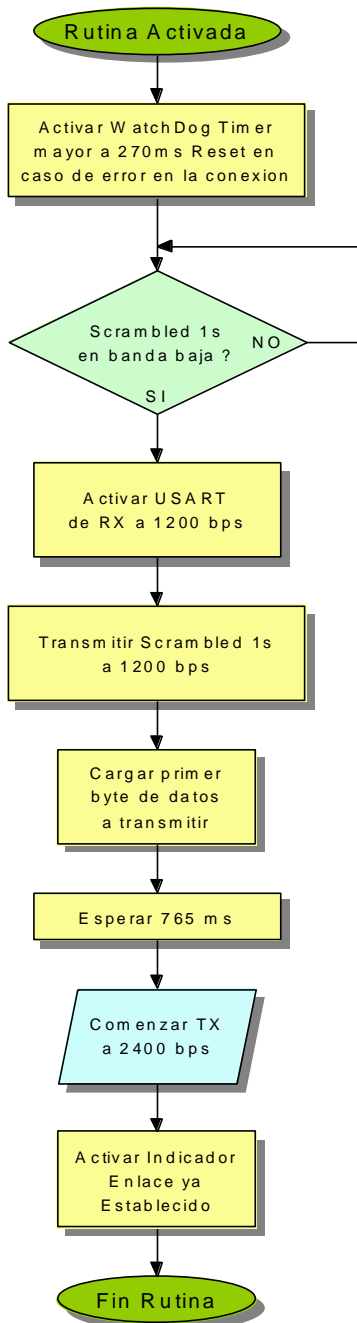 Rutina Activada
Activar WatchDog Timer
mayor a 270ms Reset en
caso de error en la conexion
Scrambled 1s
en banda baja ?
NO
SI
Activar USART
de RX a 1200 bps
Transmitir Scrambled 1s
a 1200 bps
Cargar primer
byte de datos
a transmitir
Esperar 765 ms
Comenzar TX
a 2400 bps
Activar Indicador
Enlace ya
Establecido
Fin Rutina